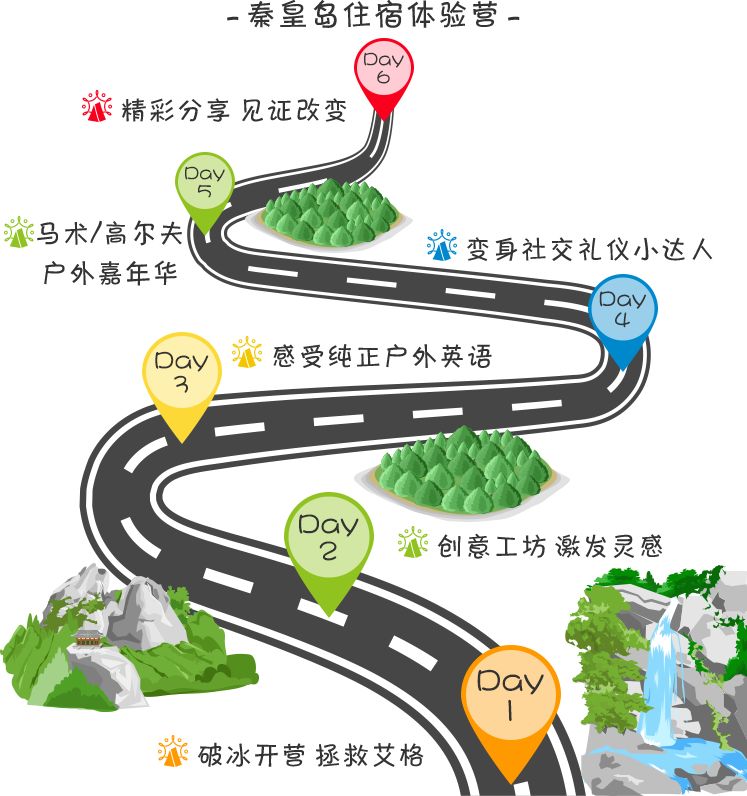 -秦皇岛住宿体验营-
Day
6
精彩分享 见证改变
Day
5
马术/高尔夫
户外嘉年华
变身社交礼仪小达人
Day
4
Day
3
感受纯正户外英语
Day
2
创意工坊 激发灵感
Day
1
破冰开营 拯救艾格